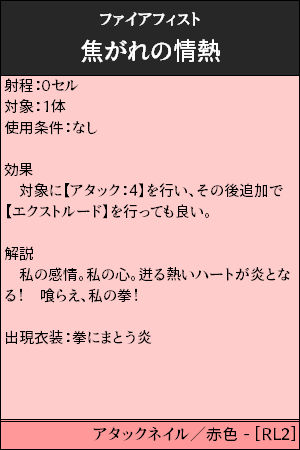 ファイアフィスト
焦がれの情熱
射程：0セル
対象：1体
使用条件：なし
効果
　対象に【アタック：4】を行い、その後追加で
【エクストルード】を行っても良い。
解説
　私の感情。私の心。迸る熱いハートが炎とな
る！　喰らえ、私の拳！
出現衣装：拳にまとう炎
アタックネイル／赤色 - [RL2]